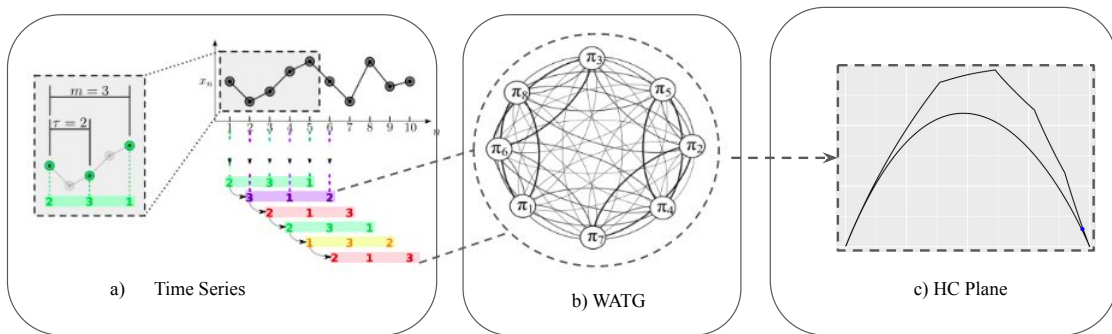 m = 3
τ = 2
2 3 1
xₙ
1 2 3 4 5 6 7 8 9 10 n
2 3 1
3 1 2
2 1 3
2 3 1
1 3 2
2 1 3
a) Time Series
π₃
π₈ π₅
π₆ π₂
π₁ π₄
π₇
b) WATG
c) HC Plane